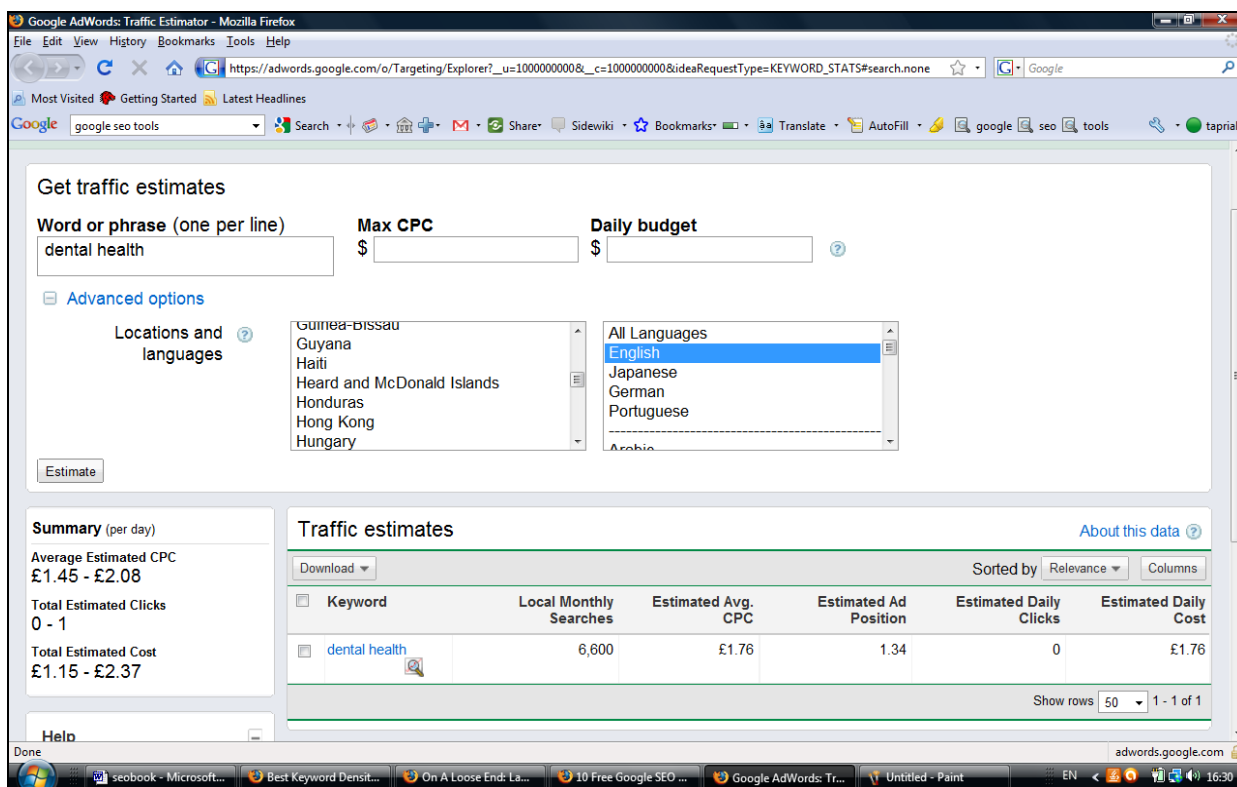 Google AdWords: Traffic Estimator - Mozilla Firefox
File Edit View History Bookmarks Tools Help
https://adwords.google.com/o/Targeting/Explorer?__u=1000000000&__c=1000000000&ideaRequestType=KEYWORD_STATS#search.none Google
Most Visited Getting Started Latest Headlines
Google google seo tools Search Share Sidewiki Bookmarks Translate AutoFill google seo tools taprial
Get traffic estimates
Word or phrase (one per line) Max CPC Daily budget
dental health $ $
Advanced options
Locations and languages
Guinea-Bissau
Guyana
Haiti
Heard and McDonald Islands
Honduras
Hong Kong
Hungary
All Languages
English
Japanese
German
Portuguese
Arabic
Estimate
Summary (per day)
Average Estimated CPC
£1.45 - £2.08
Total Estimated Clicks
0 - 1
Total Estimated Cost
£1.15 - £2.37
Help
Traffic estimates About this data
Download Sorted by Relevance Columns
Keyword Local Monthly Searches Estimated Avg. CPC Estimated Ad Position Estimated Daily Clicks Estimated Daily Cost
dental health 6,600 £1.76 1.34 0 £1.76
Show rows 50 1 - 1 of 1
Done adwords.google.com
seobook - Microsoft... Best Keyword Densit... On A Loose End: La... 10 Free Google SEO ... Google AdWords: Tr... Untitled - Paint EN 16:30